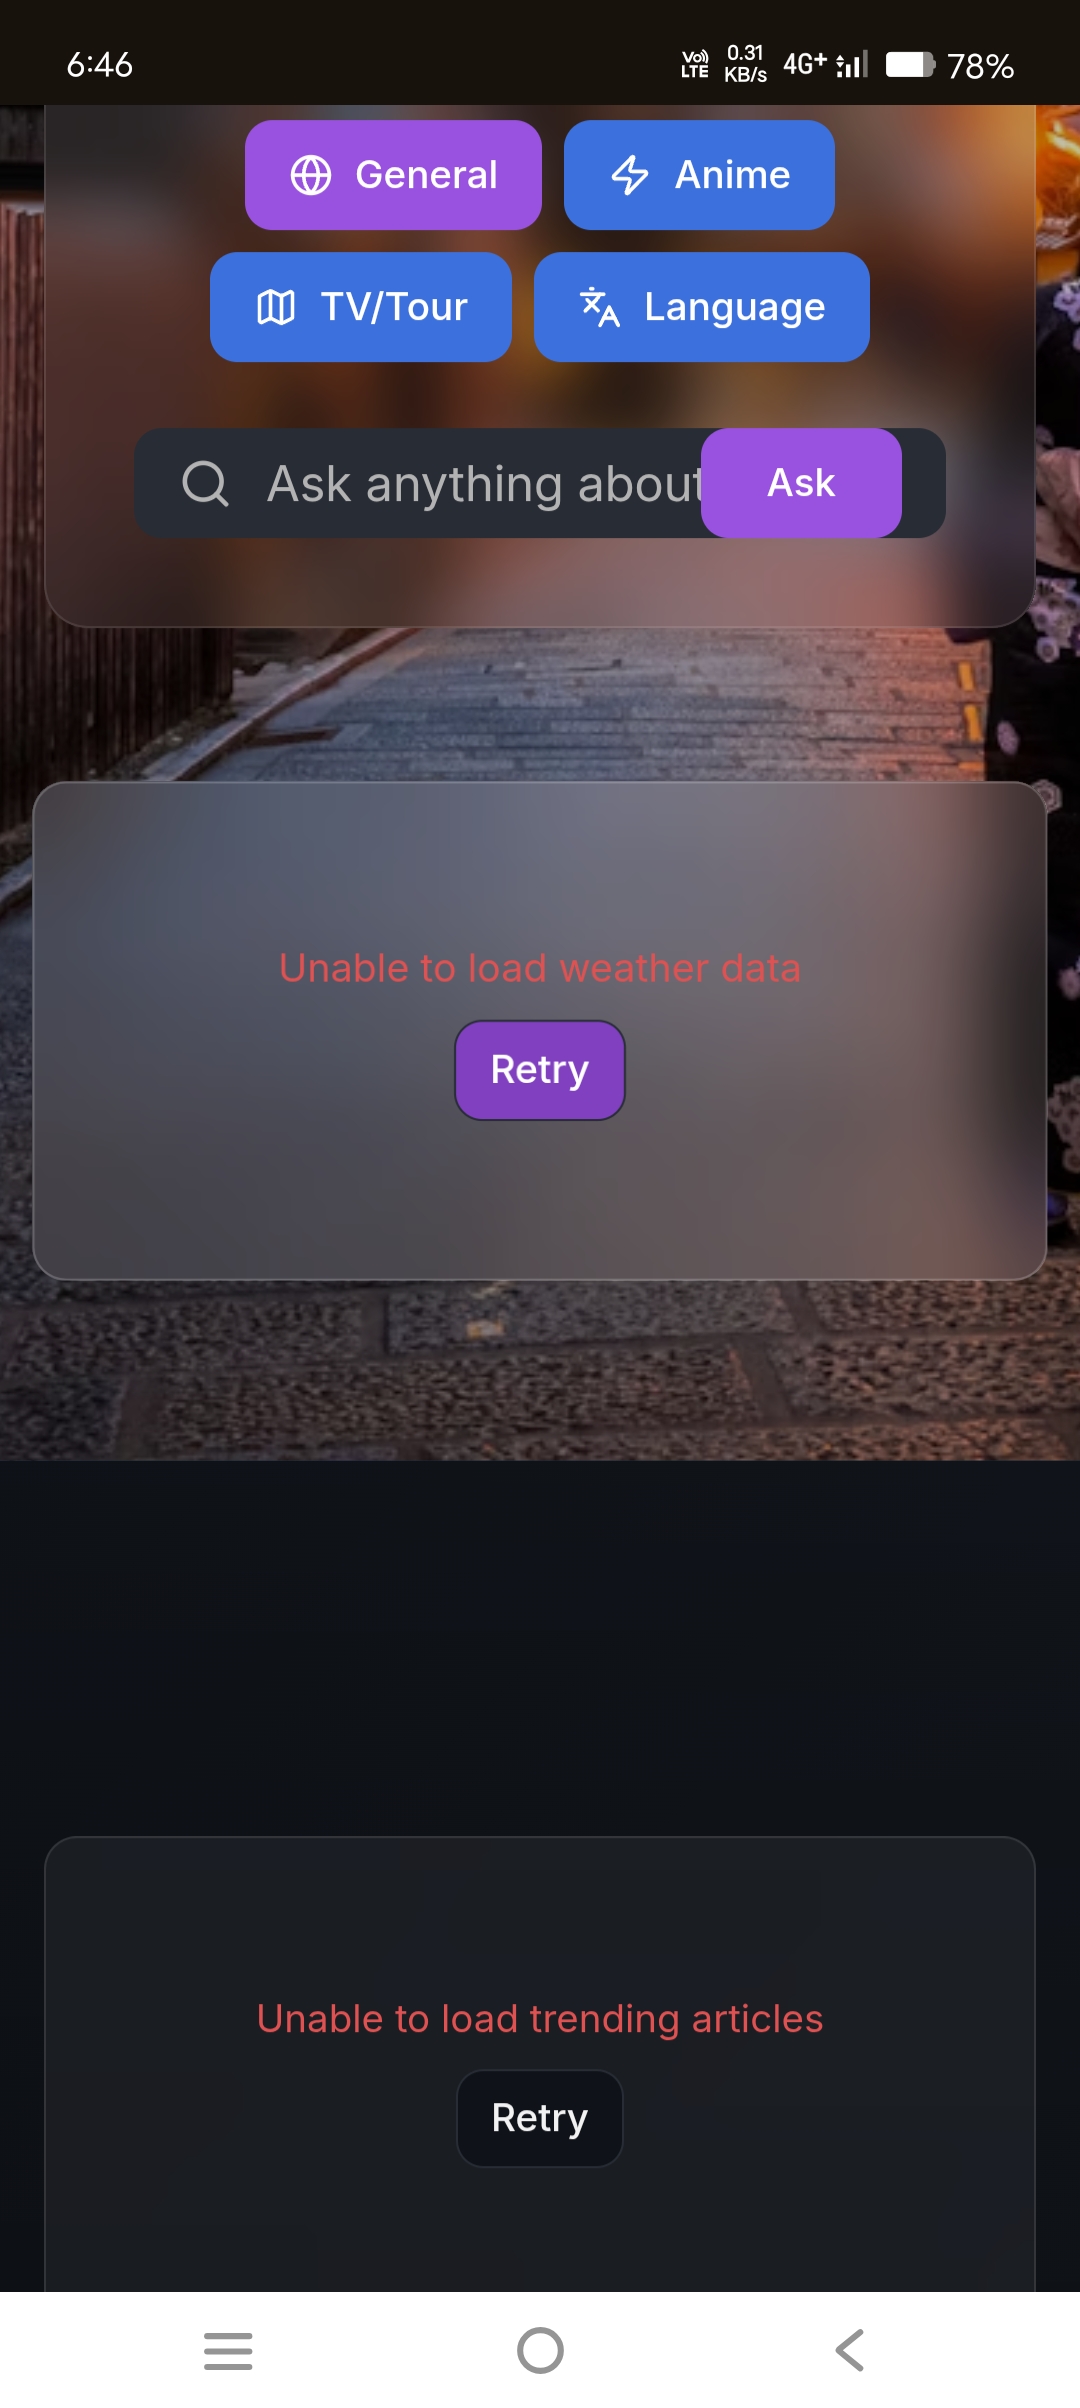 6:46
Vo))
LTE
0.31
KB/s
4G+
78%
General
Anime
TV/Tour
Language
Ask anything about
Ask
Unable to load weather data
Retry
Unable to load trending articles
Retry